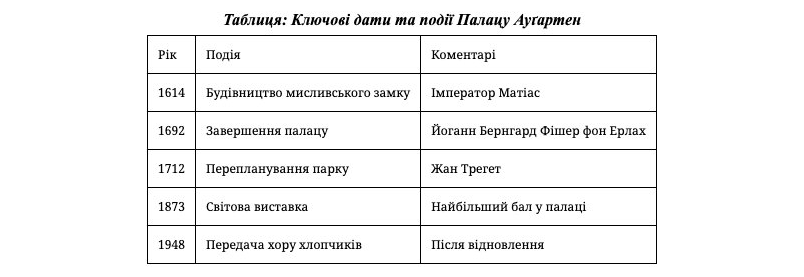 Таблиця: Ключові дати та події Палацу Ауґартен
Рік Подія Коментарі
1614 Будівництво мисливського замку Імператор Матіас
1692 Завершення палацу Йоганн Бернгард Фішер фон Ерлах
1712 Перепланування парку Жан Трегет
1873 Світова виставка Найбільший бал у палаці
1948 Передача хору хлопчиків Після відновлення